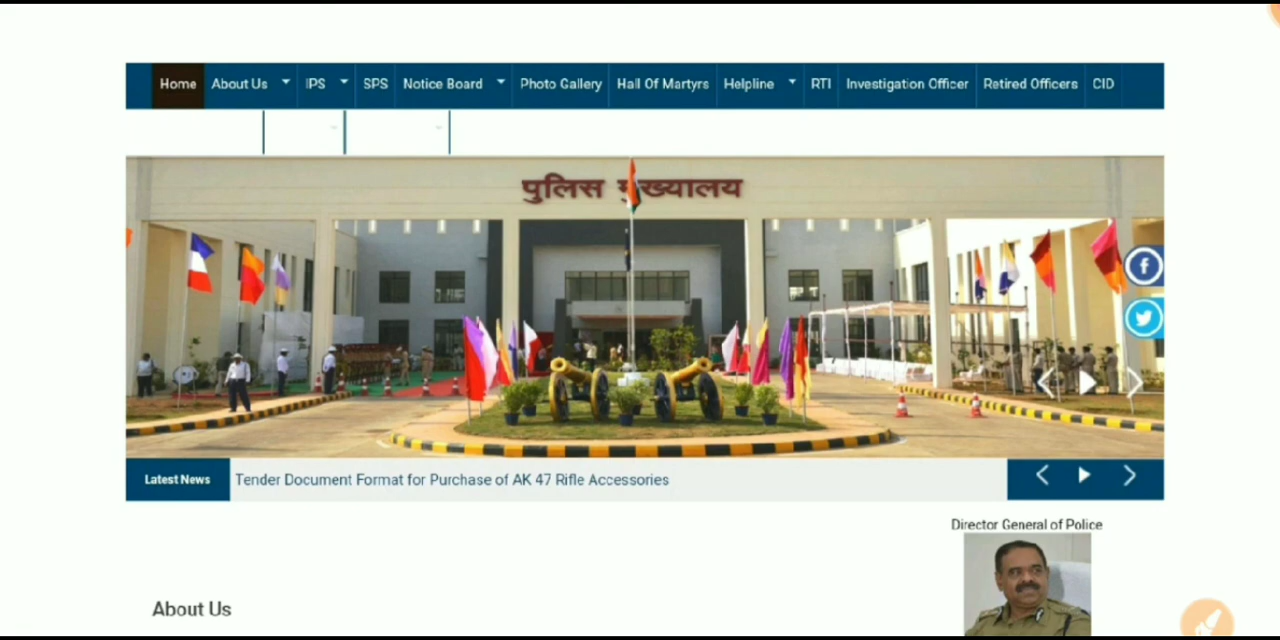 Home About Us IPS SPS Notice Board Photo Gallery Hall Of Martyrs Helpline RTI Investigation Officer Retired Officers CID
पुलिस मुख्यालय
Latest News Tender Document Format for Purchase of AK 47 Rifle Accessories
Director General of Police
About Us